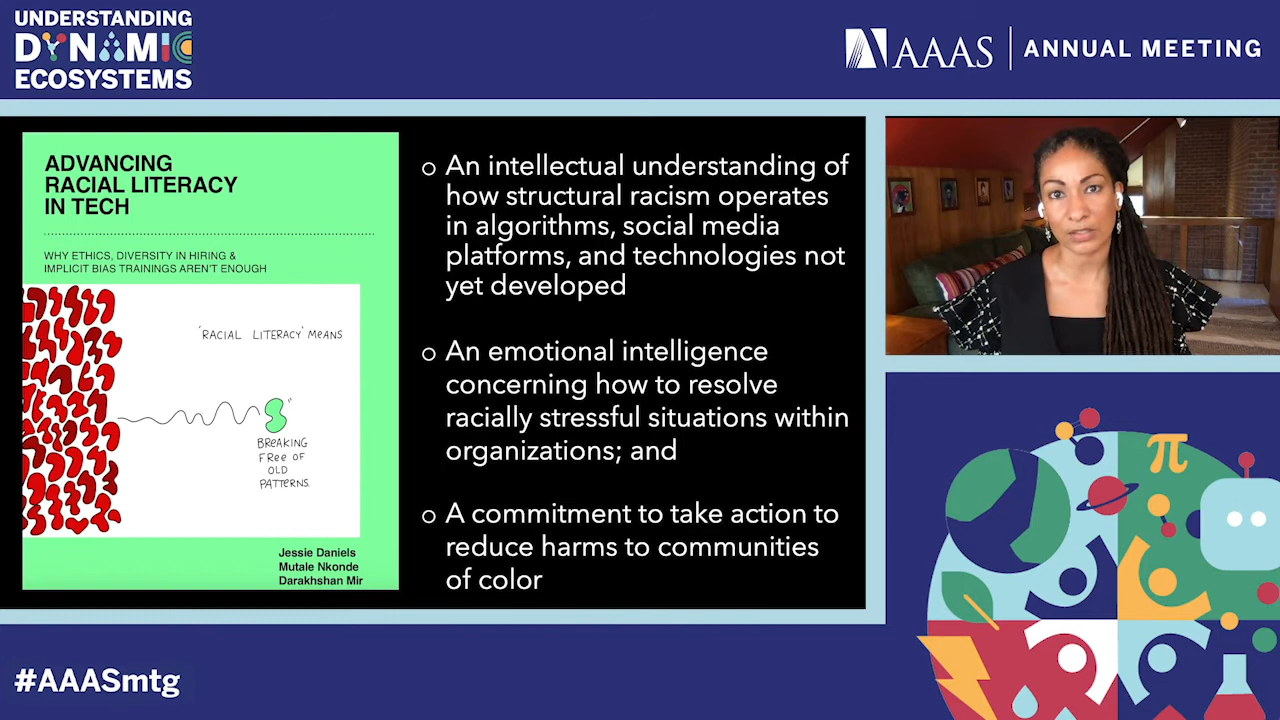 UNDERSTANDING
DYNAMIC
ECOSYSTEMS
AAAS
ANNUAL MEETING
ADVANCING
RACIAL LITERACY
IN TECH
WHY ETHICS, DIVERSITY IN HIRING &
IMPLICIT BIAS TRAININGS AREN'T ENOUGH
'RACIAL LITERACY' MEANS
BREAKING
FREE OF
OLD
PATTERNS.
Jessie Daniels
Mutale Nkonde
Darakhshan Mir
o An intellectual understanding of
how structural racism operates
in algorithms, social media
platforms, and technologies not
yet developed
o An emotional intelligence
concerning how to resolve
racially stressful situations within
organizations; and
o A commitment to take action to
reduce harms to communities
of color
π
#AAASmtg